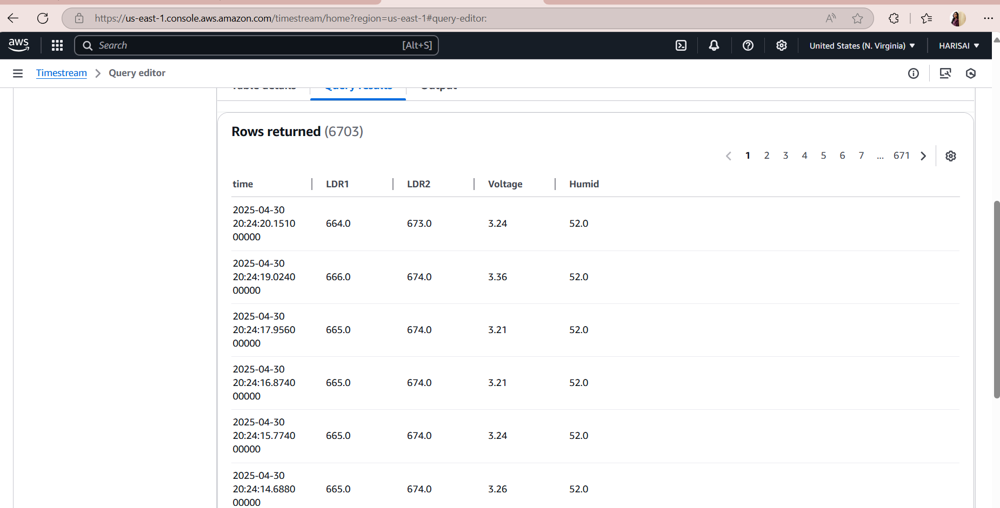 https://us-east-1.console.aws.amazon.com/timestream/home?region=us-east-1#query-editor:
aws
Search
[Alt+S]
United States (N. Virginia)
HARISAI
Timestream
Query editor
Table details
Query results
Output
Rows returned (6703)
1 2 3 4 5 6 7 ... 671
time LDR1 LDR2 Voltage Humid
2025-04-30
20:24:20.1510 664.0 673.0 3.24 52.0
00000
2025-04-30
20:24:19.0240 666.0 674.0 3.36 52.0
00000
2025-04-30
20:24:17.9560 665.0 674.0 3.21 52.0
00000
2025-04-30
20:24:16.8740 665.0 674.0 3.21 52.0
00000
2025-04-30
20:24:15.7740 665.0 674.0 3.24 52.0
00000
2025-04-30
20:24:14.6880 665.0 674.0 3.26 52.0
00000